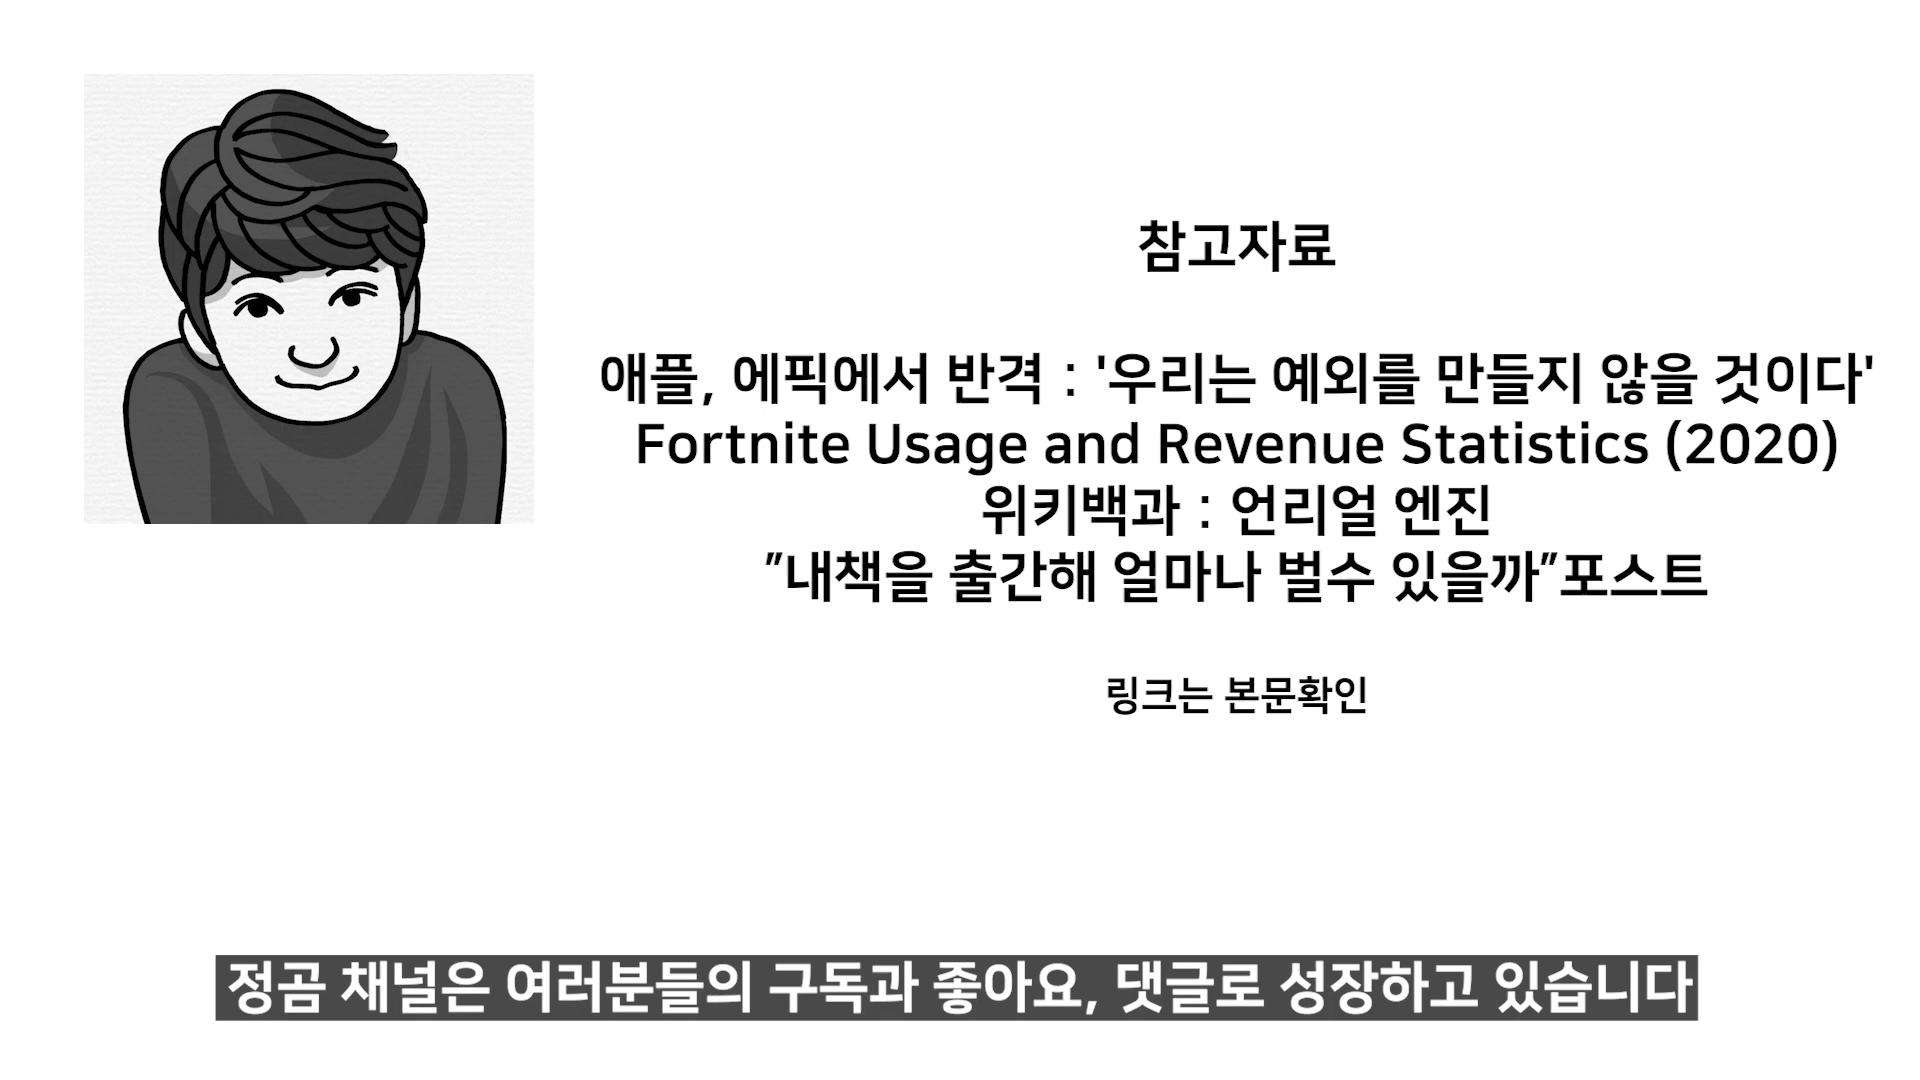 참고자료
애플, 에픽에서 반격 : '우리는 예외를 만들지 않을 것이다'
Fortnite Usage and Revenue Statistics (2020)
위키백과 : 언리얼 엔진
"내책을 출간해 얼마나 벌수 있을까"포스트
링크는 본문확인
정곰 채널은 여러분들의 구독과 좋아요, 댓글로 성장하고 있습니다